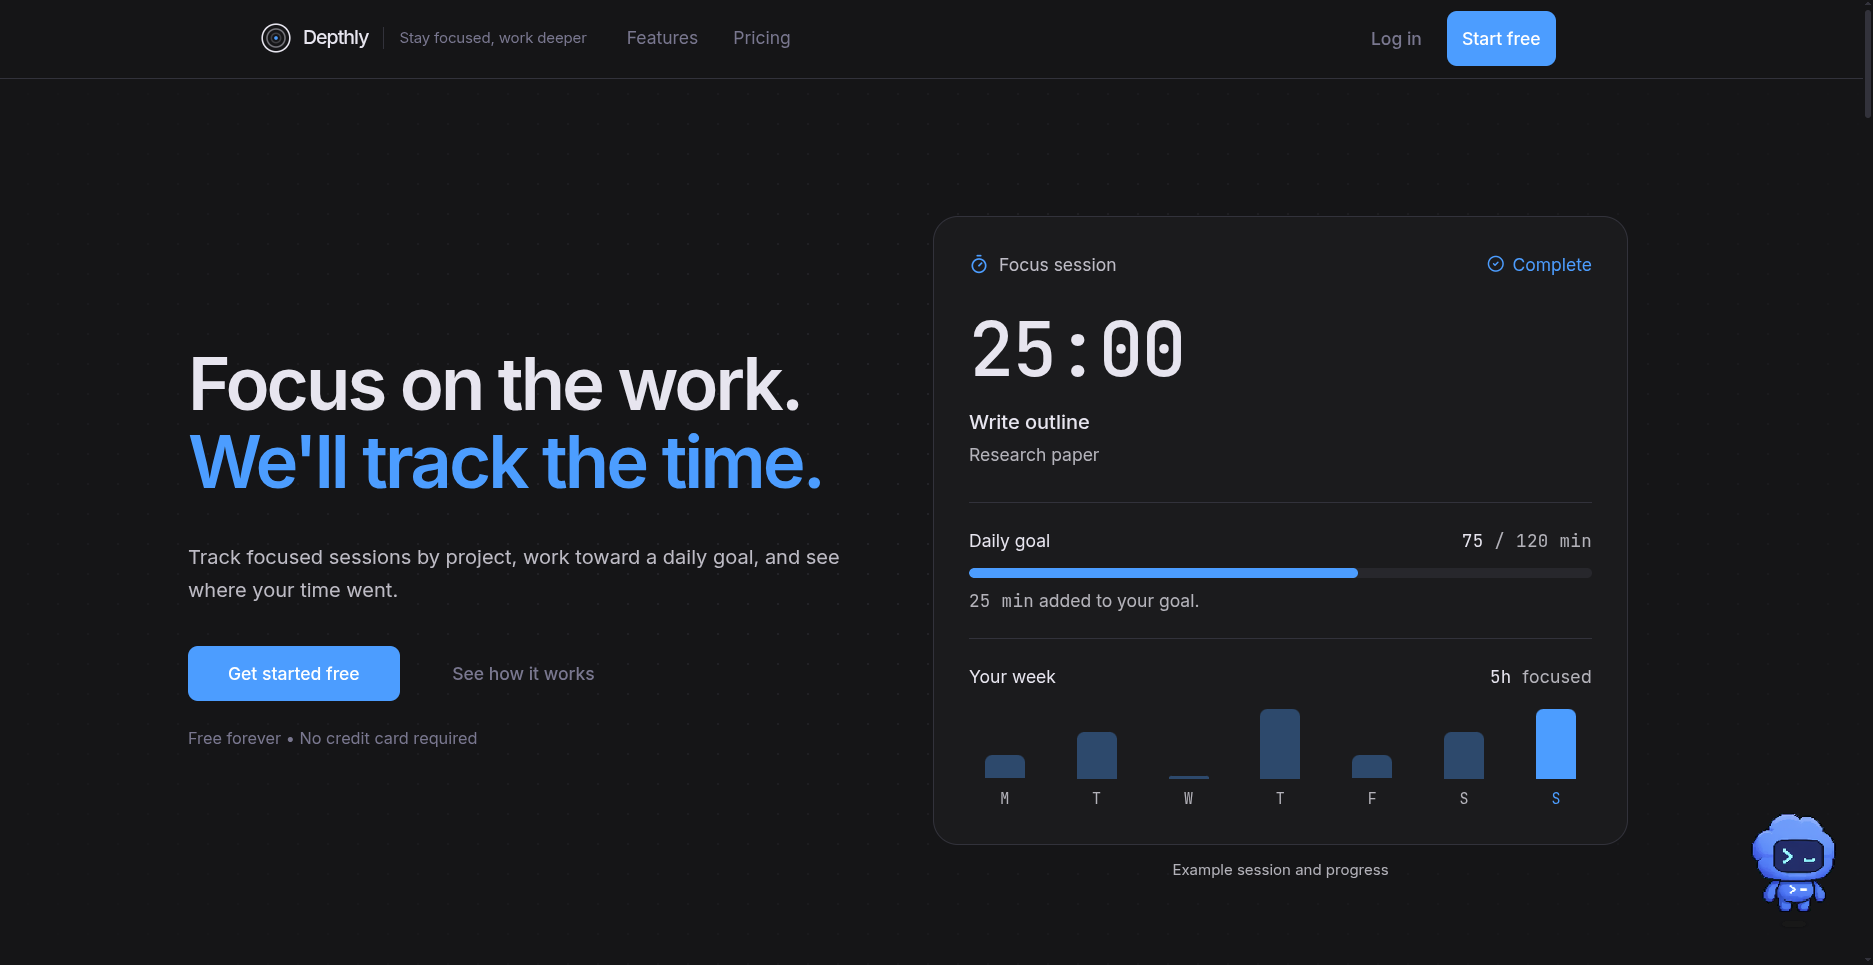 Depthly
Stay focused, work deeper
Features
Pricing
Log in
Start free
Focus on the work.
We'll track the time.
Track focused sessions by project, work toward a daily goal, and see
where your time went.
Get started free
See how it works
Free forever • No credit card required
Focus session
Complete
25:00
Write outline
Research paper
Daily goal
75 / 120 min
25 min added to your goal.
Your week
5h focused
M T W T F S S
Example session and progress